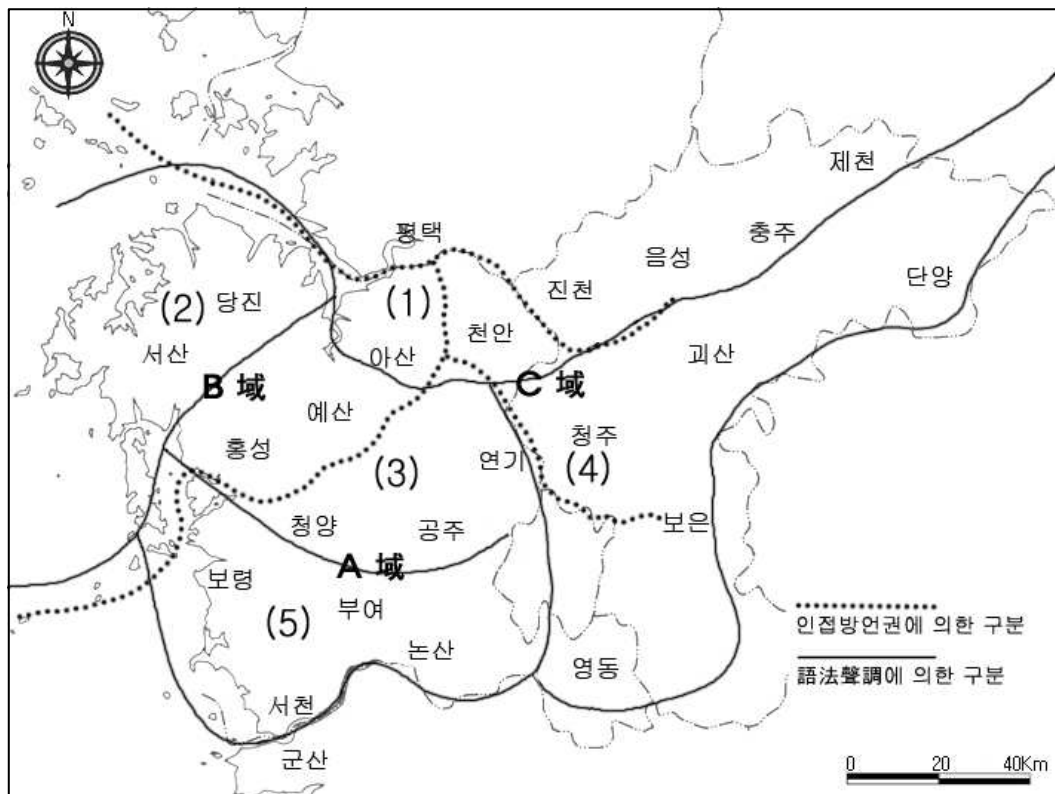 N
제천
평택
충주
음성
(1)
진천
단양
(2) 당진
천안
서산
아산
괴산
B 域
C 域
예산
청주
홍성
연기
(3)
(4)
청양
공주
보은
A 域
보령
부여
(5)
인접방언권에 의한 구분
논산
영동
語法聲調에 의한 구분
서천
군산
0 20 40Km